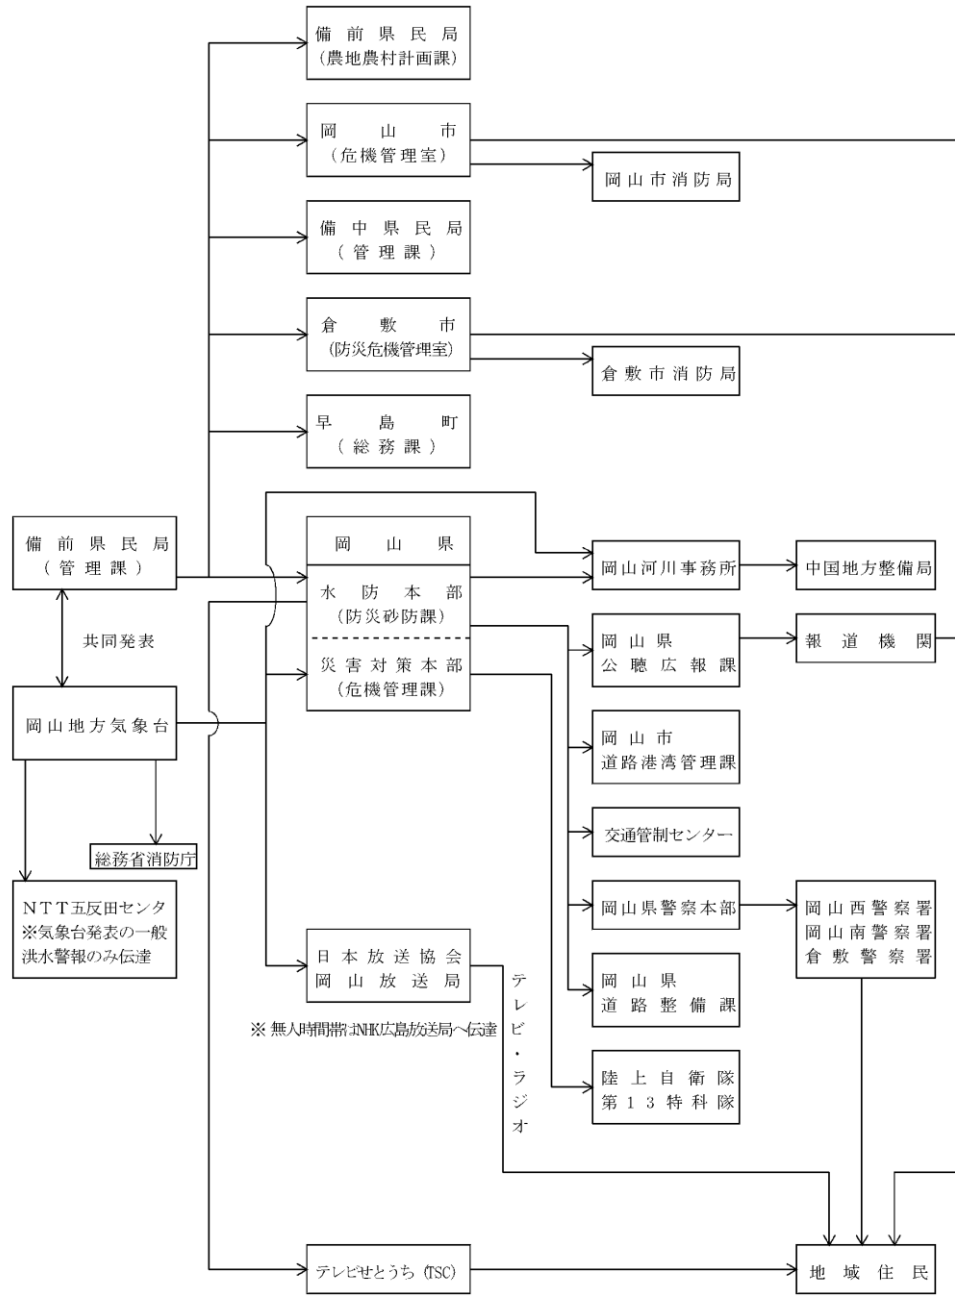 備前県民局
（農地農村計画課）
岡山市
（危機管理室）
岡山市消防局
備中県民局
（管理課）
倉敷市
（防災危機管理室）
倉敷市消防局
早島町
（総務課）
備前県民局
（管理課）
共同発表
岡山地方気象台
総務省消防庁
ＮＴＴ五反田センタ
※気象台発表の一般
洪水警報のみ伝達
岡山県
水防本部
（防災砂防課）
災害対策本部
（危機管理課）
岡山河川事務所
中国地方整備局
岡山県
公聴広報課
報道機関
岡山市
道路港湾管理課
交通管制センター
岡山県警察本部
岡山西警察署
岡山南警察署
倉敷警察署
岡山県
道路整備課
陸上自衛隊
第１３特科隊
日本放送協会
岡山放送局
※ 無人時間帯はNHK広島放送局へ伝達
テレビ・ラジオ
テレビせとうち（TSC）
地域住民